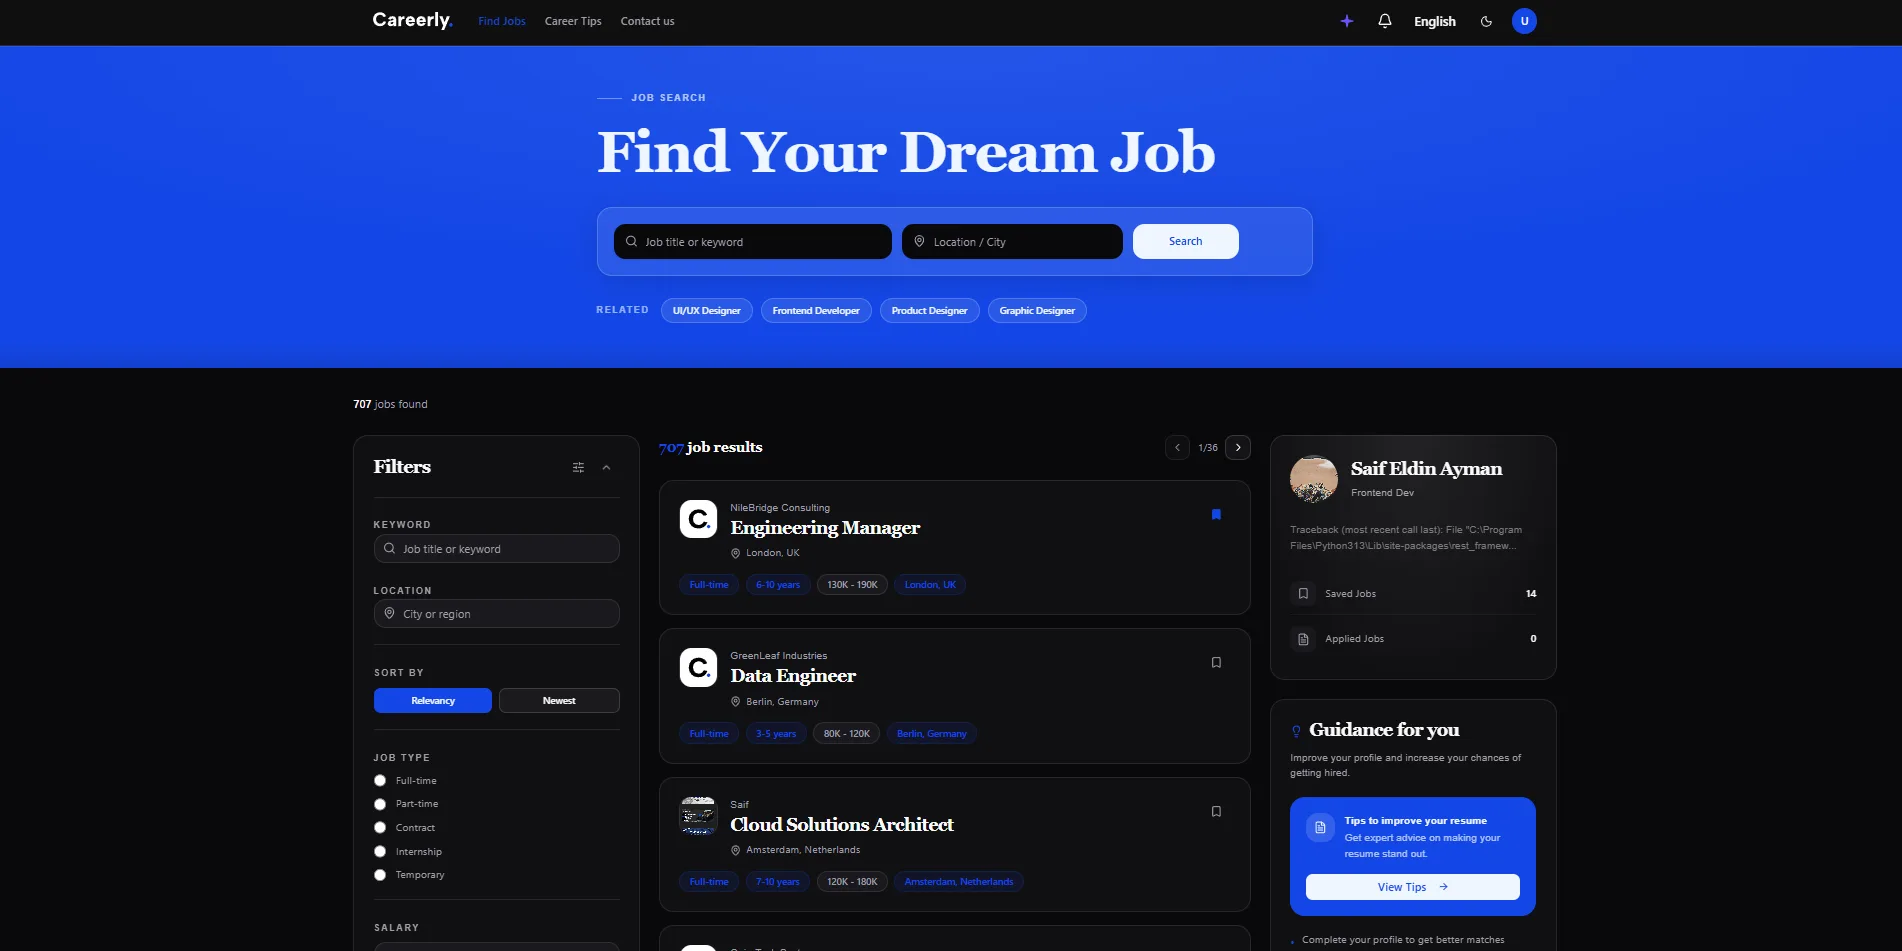 Careerly.
Find Jobs
Career Tips
Contact us
English
U
JOB SEARCH
Find Your Dream Job
Job title or keyword
Location / City
Search
RELATED
UI/UX Designer
Frontend Developer
Product Designer
Graphic Designer
707 jobs found
Filters
KEYWORD
Job title or keyword
LOCATION
City or region
SORT BY
Relevancy
Newest
JOB TYPE
Full-time
Part-time
Contract
Internship
Temporary
SALARY
707 job results
1/36
C.
NileBridge Consulting
Engineering Manager
London, UK
Full-time
6-10 years
130K - 190K
London, UK
C.
GreenLeaf Industries
Data Engineer
Berlin, Germany
Full-time
3-5 years
80K - 120K
Berlin, Germany
Saif
Cloud Solutions Architect
Amsterdam, Netherlands
Full-time
7-10 years
120K - 180K
Amsterdam, Netherlands
Saif Eldin Ayman
Frontend Dev
Traceback (most recent call last): File "C:\Program
Files\Python313\Lib\site-packages\rest_framew...
Saved Jobs
14
Applied Jobs
0
Guidance for you
Improve your profile and increase your chances of
getting hired.
Tips to improve your resume
Get expert advice on making your
resume stand out.
View Tips
Complete your profile to get better matches